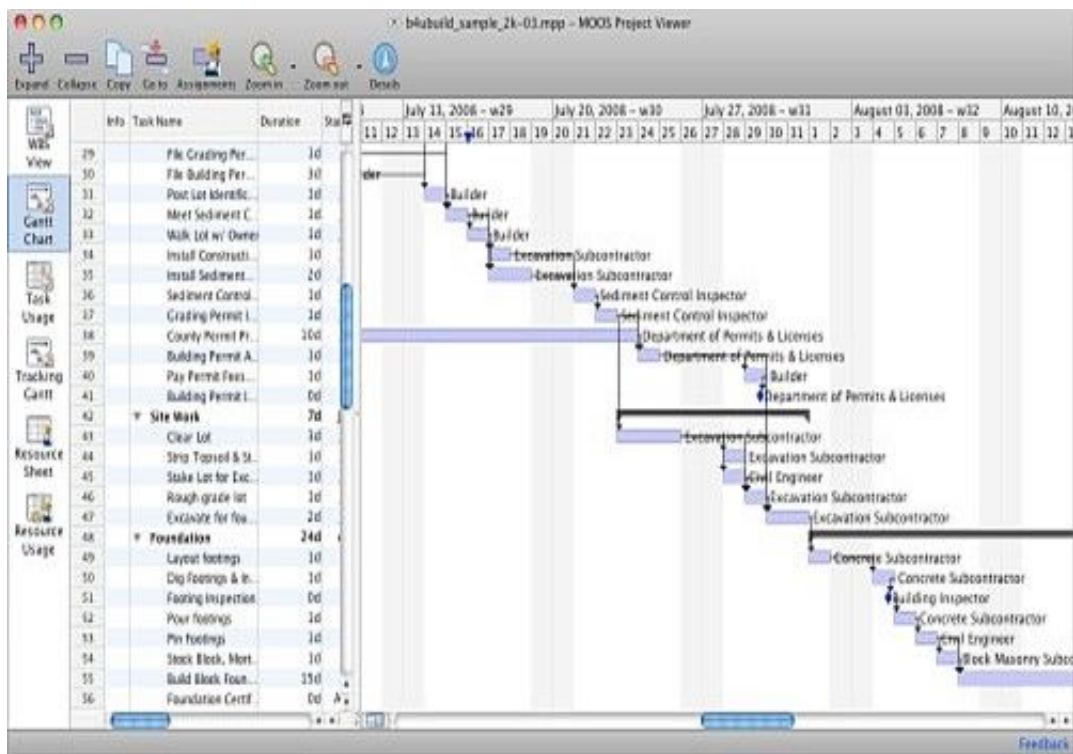 b4ubuild_sample_2k-03.mpp – MOOS Project Viewer
Expand Collapse Copy Go to Assignments Zoom in Zoom out Details
WBS View
Gantt Chart
Task Usage
Tracking Gantt
Resource Sheet
Resource Usage
Info Task Name Duration
July 13, 2008 – w29 July 20, 2008 – w30 July 27, 2008 – w31 August 03, 2008 – w32 August 10, 2
11 12 13 14 15 16 17 18 19 20 21 22 23 24 25 26 27 28 29 30 31 1 2 3 4 5 6 7 8 9 10 11 12
29 File Grading Per... 1d
30 File Building Per... 3d
31 Post Lot Identific... 1d Builder
32 Meet Sediment C... 1d Builder
33 Walk Lot w/ Owner 1d Builder
34 Install Constructi... 1d Excavation Subcontractor
35 Install Sediment... 2d Excavation Subcontractor
36 Sediment Control... 1d Sediment Control Inspector
37 Grading Permit I... 1d Sediment Control Inspector
38 County Permit Pr... 10d Department of Permits & Licenses
39 Building Permit A... 1d Department of Permits & Licenses
40 Pay Permit Fees... 1d Builder
41 Building Permit I... 0d Department of Permits & Licenses
42 Site Work 7d
43 Clear Lot 3d Excavation Subcontractor
44 Strip Topsoil & St... 1d Excavation Subcontractor
45 Stake Lot for Exc... 1d Civil Engineer
46 Rough grade lot 1d Excavation Subcontractor
47 Excavate for fou... 2d Excavation Subcontractor
48 Foundation 24d
49 Layout footings 1d Concrete Subcontractor
50 Dig Footings & In... 1d Concrete Subcontractor
51 Footing Inspection 0d Building Inspector
52 Pour footings 1d Concrete Subcontractor
53 Pin Footings 1d Civil Engineer
54 Stock Block, Mort... 1d Block Masonry Subco
55 Build Block Foun... 15d
56 Foundation Certif... 0d A
Feedback